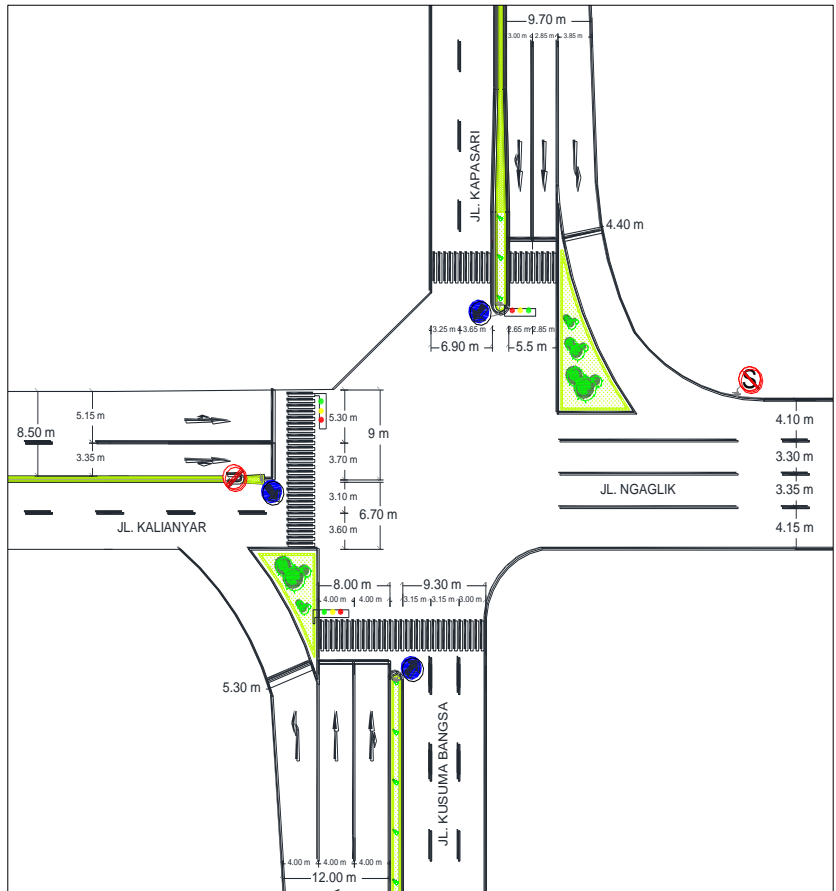 9.70 m
3.00 m 2.85 m 3.85 m
JL. KAPASARI
4.40 m
3.25 m 3.65 m 2.65 m 2.85 m
6.90 m 5.5 m
S
5.15 m
8.50 m
3.35 m
5.30 m
9 m
3.70 m
3.10 m
6.70 m
3.60 m
JL. KALIANYAR
4.10 m
3.30 m
3.35 m
4.15 m
JL. NGAGLIK
8.00 m 9.30 m
4.00 m 4.00 m 3.15 m 3.15 m 3.00 m
5.30 m
JL. KUSUMA BANGSA
4.00 m 4.00 m 4.00 m
12.00 m